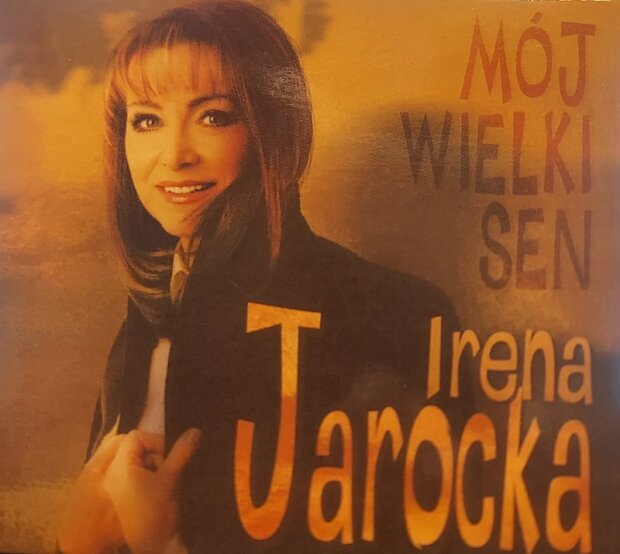 MÓJ
WIELKI
SEN
Irena
Jarocka